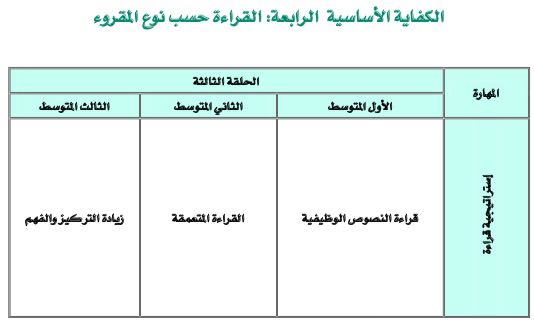 الكفاية الأساسية الرابعة: القراءة حسب نوع المقروء
المهارة
الحلقة الثالثة
الأول المتوسط
الثاني المتوسط
الثالث المتوسط
إستراتيجية قراءة
قراءة النصوص الوظيفية
القراءة المتعمقة
زيادة التركيز والفهم